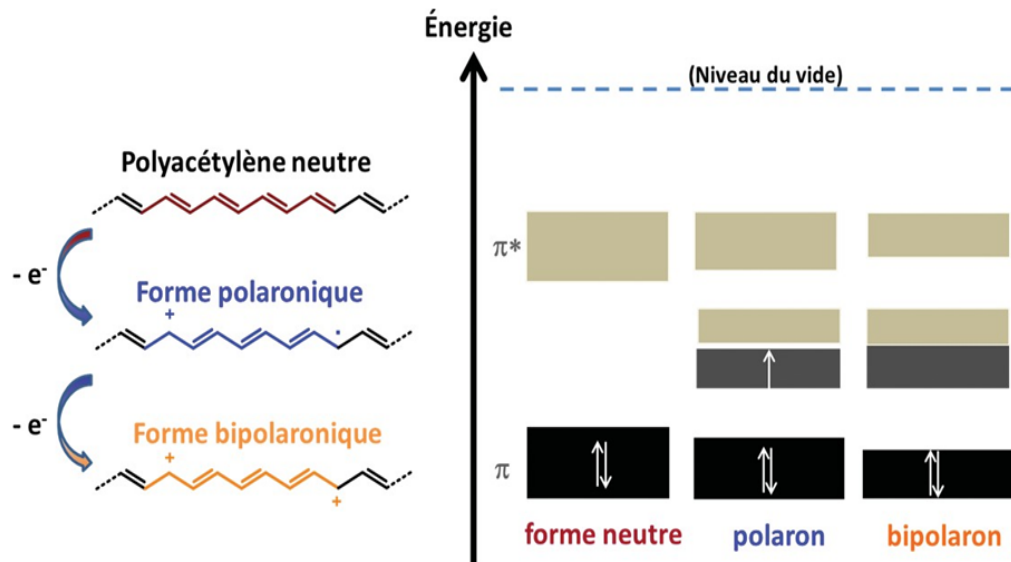 Énergie
(Niveau du vide)
Polyacétylène neutre
- e⁻
Forme polaronique
+
.
- e⁻
Forme bipolaronique
+
+
π*
π
forme neutre
polaron
bipolaron